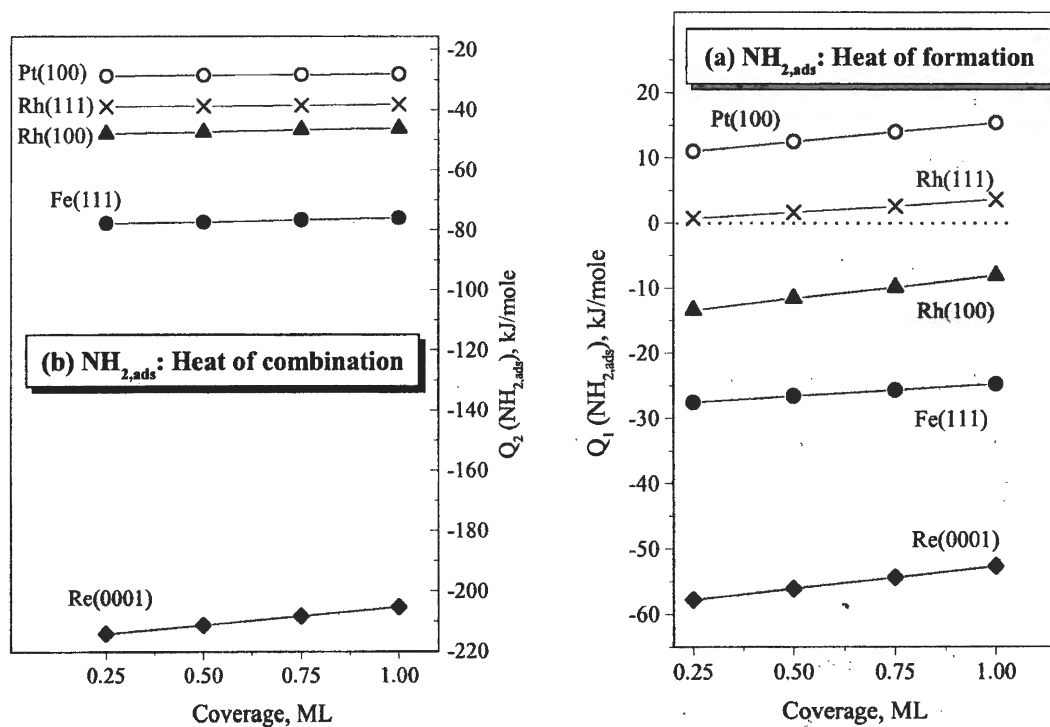 Pt(100)
Rh(111)
Rh(100)
Fe(111)
(b) NH2,ads: Heat of combination
Re(0001)
-20
-40
-60
-80
-100
-120
-140
-160
-180
-200
-220
Q2 (NH2,ads), kJ/mole
0.25 0.50 0.75 1.00
Coverage, ML
(a) NH2,ads: Heat of formation
Pt(100)
Rh(111)
Rh(100)
Fe(111)
Re(0001)
20
10
0
-10
-20
-30
-40
-50
-60
Q1 (NH2,ads), kJ/mole
0.25 0.50 0.75 1.00
Coverage, ML